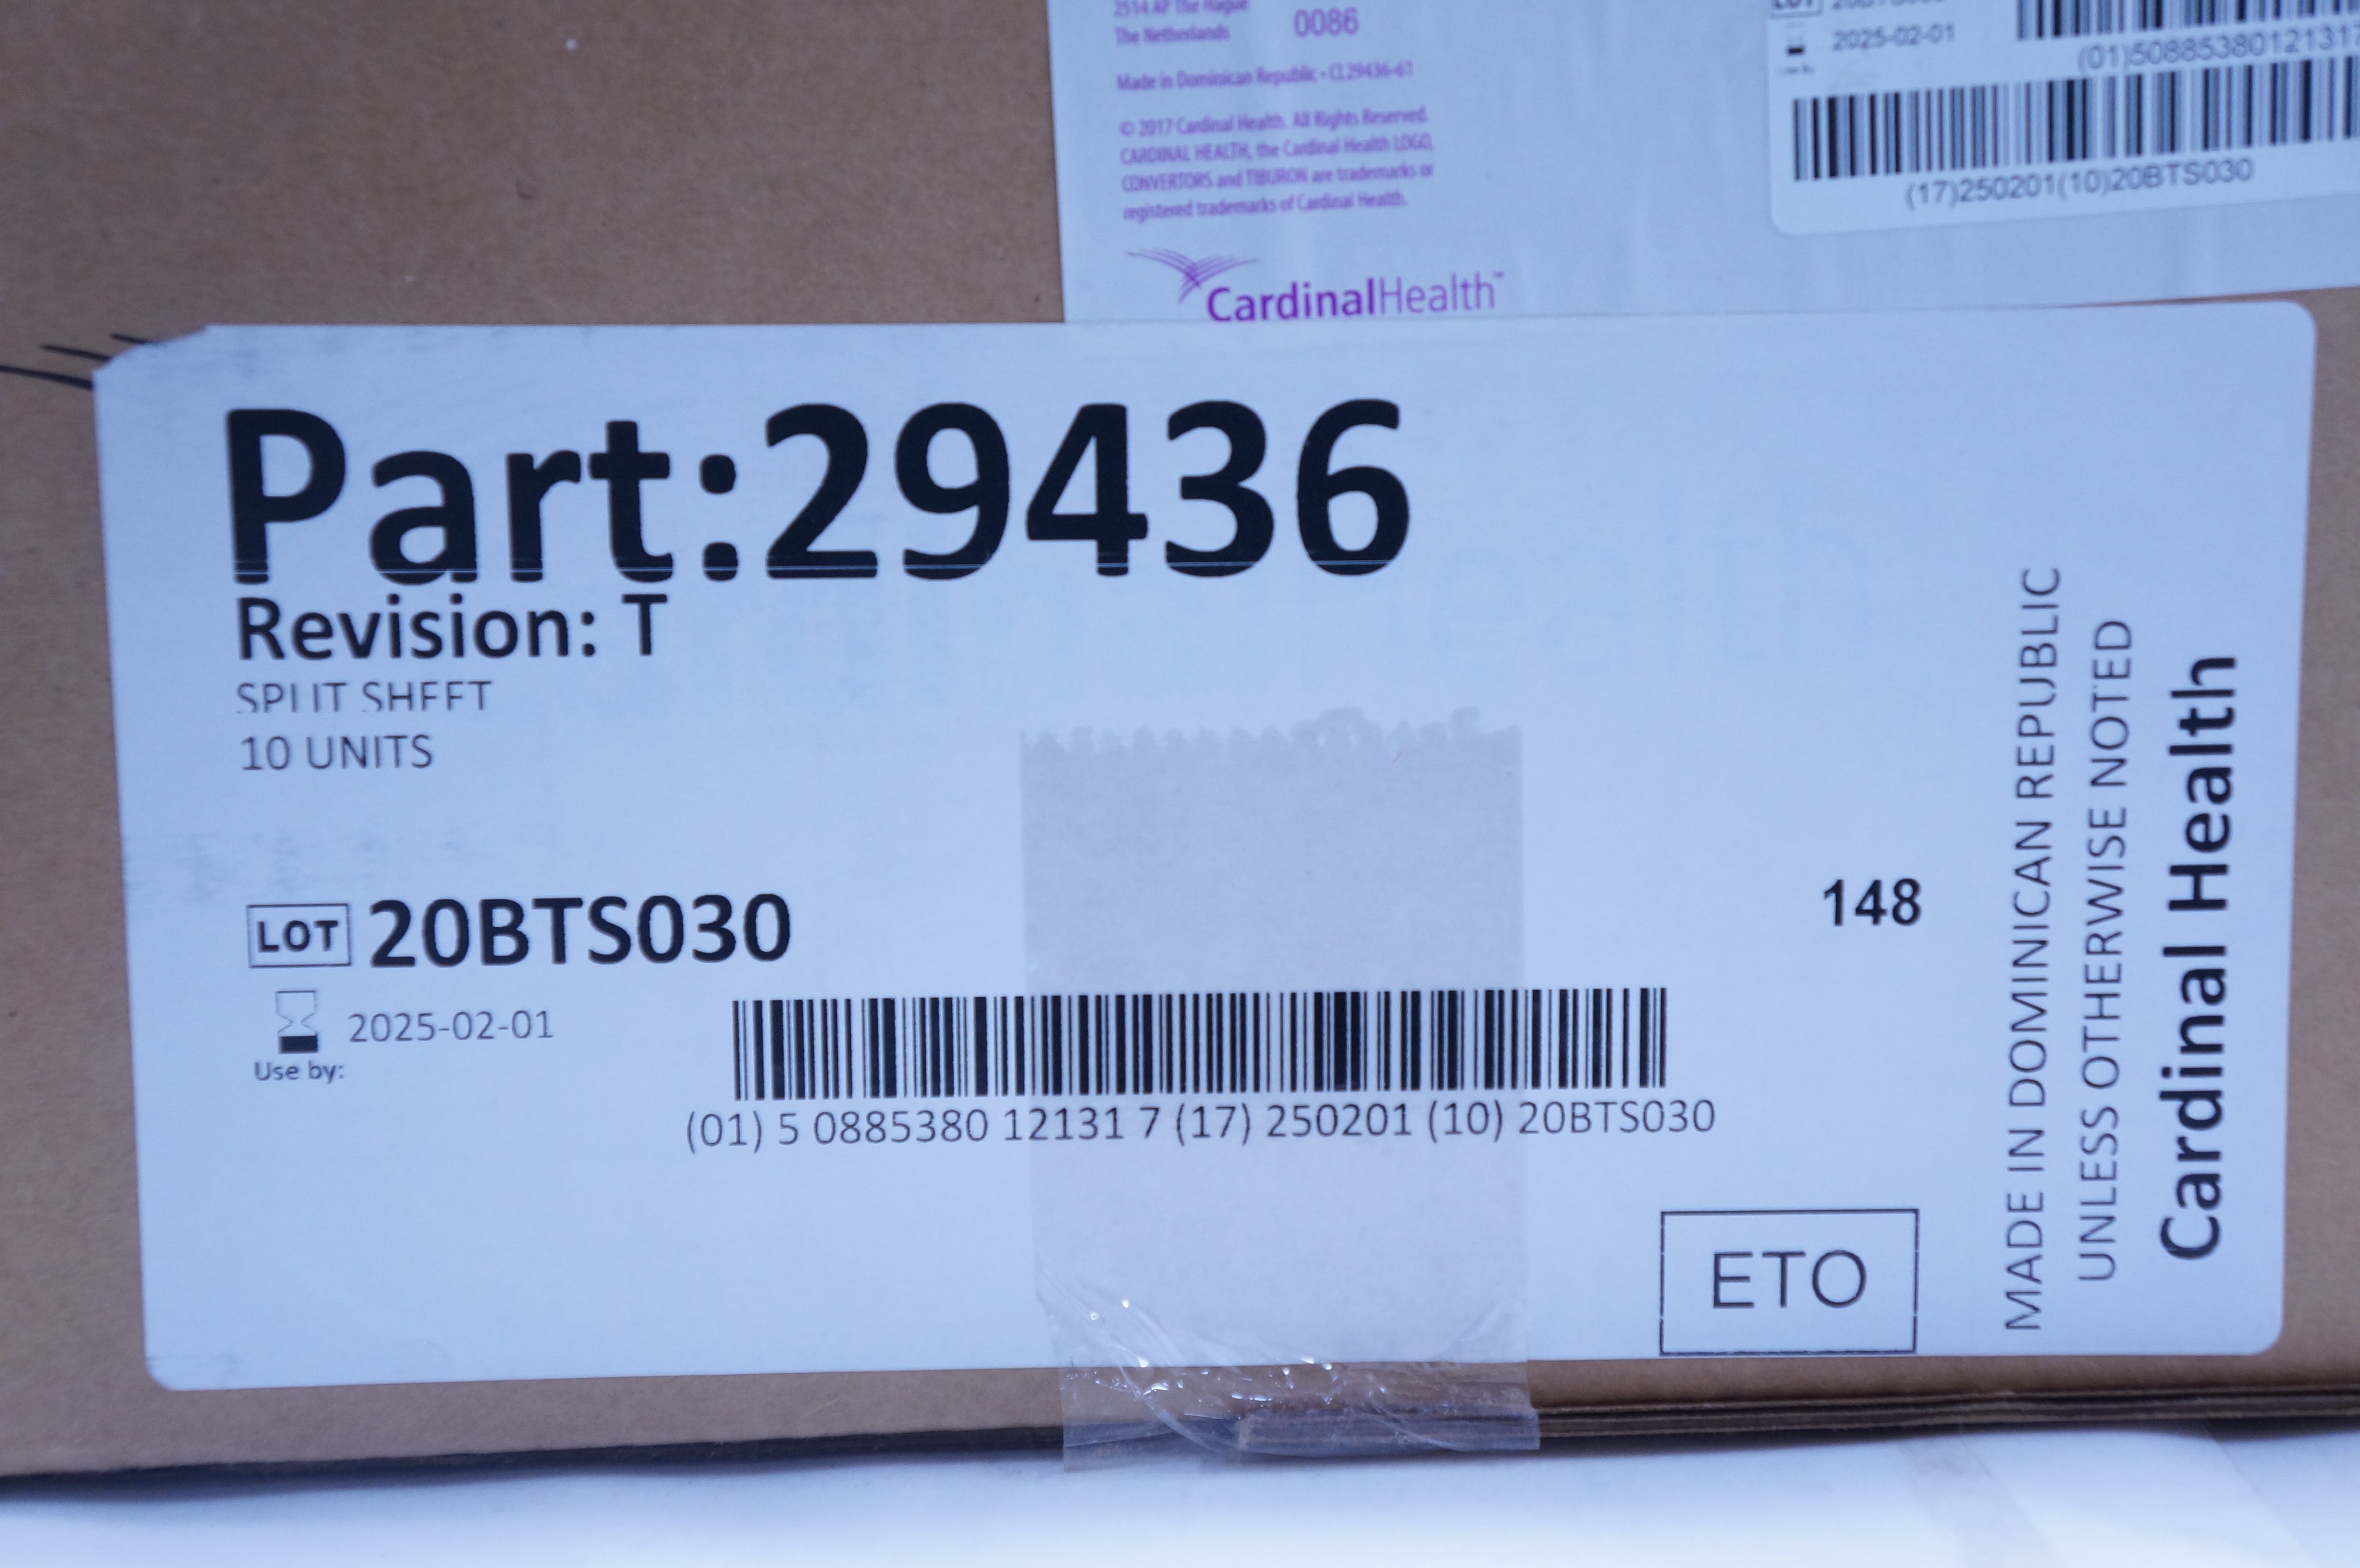 2514 AP The Hague
The Netherlands
0086
Made in Dominican Republic • CL29436-61
© 2017 Cardinal Health. All Rights Reserved.
CARDINAL HEALTH, the Cardinal Health LOGO,
CONVERTORS and TIBURON are trademarks or
registered trademarks of Cardinal Health.
CardinalHealth™
LOT
2025-02-01
(01)50885380121317
(17)250201(10)20BTS030
Part:29436
Revision: T
SPLIT SHEET
10 UNITS
LOT 20BTS030
148
2025-02-01
Use by:
(01) 5 0885380 12131 7 (17) 250201 (10) 20BTS030
ETO
MADE IN DOMINICAN REPUBLIC
UNLESS OTHERWISE NOTED
Cardinal Health